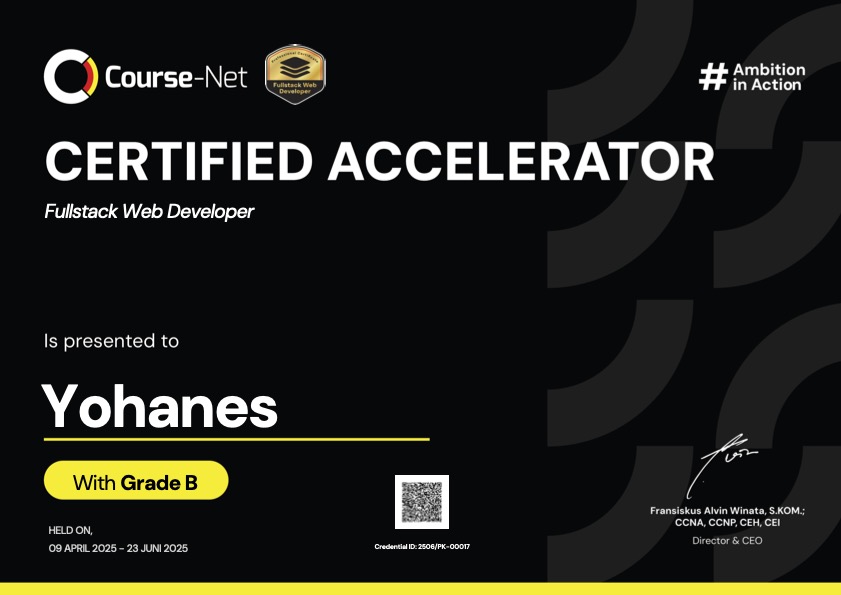 Course-Net
Professional Certificate
Fullstack Web
Developer
# Ambition
in Action
CERTIFIED ACCELERATOR
Fullstack Web Developer
Is presented to
Yohanes
With Grade B
HELD ON,
09 APRIL 2025 - 23 JUNI 2025
Credential ID: 2506/PK-00017
Fransiskus Alvin Winata, S.KOM.;
CCNA, CCNP, CEH, CEI
Director & CEO